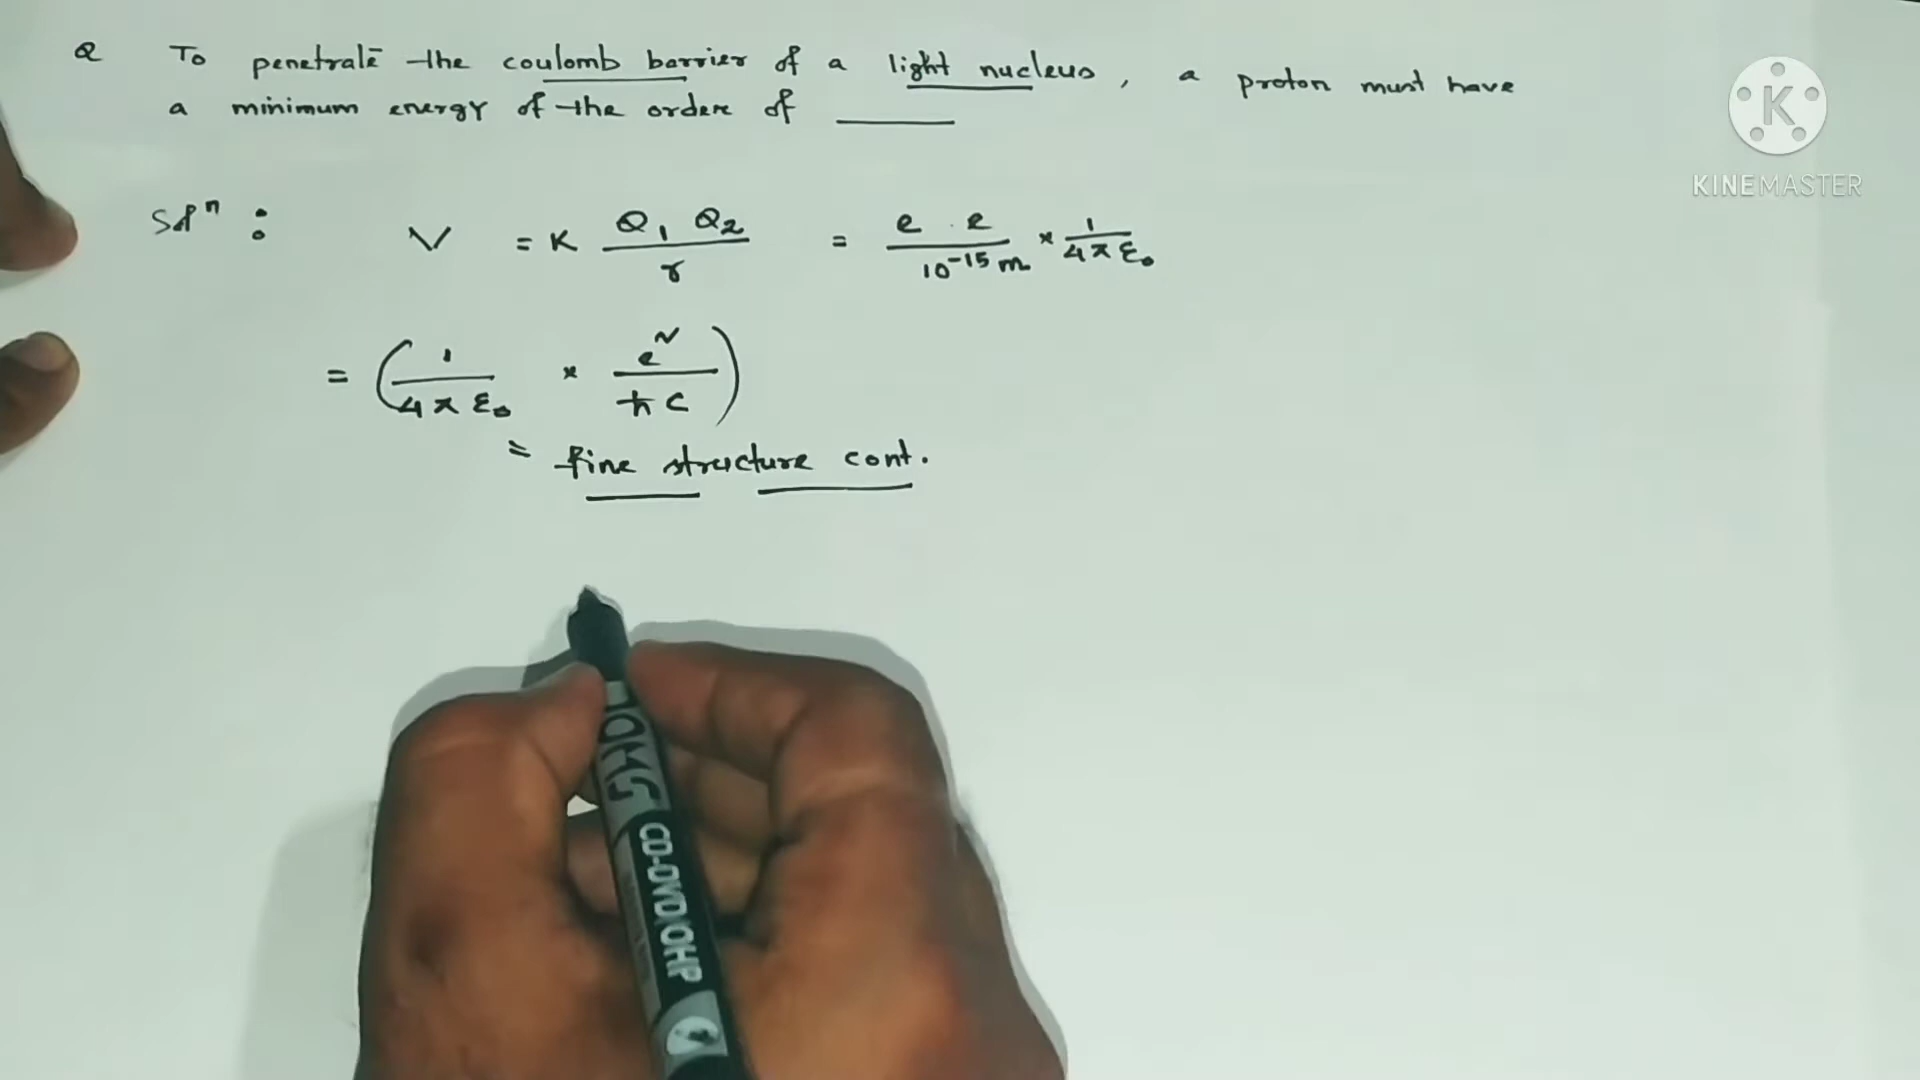 Q To penetrate the coulomb barrier of a light nucleus, a proton must have
a minimum energy of the order of ______
Solⁿ : V = K Q₁ Q₂ / r = e . e / 10⁻¹⁵ m × 1 / 4π ε₀
= ( 1 / 4π ε₀ × e² / ħ c )
= fine structure cont.
K
KINEMASTER
CD·DVD/OHP